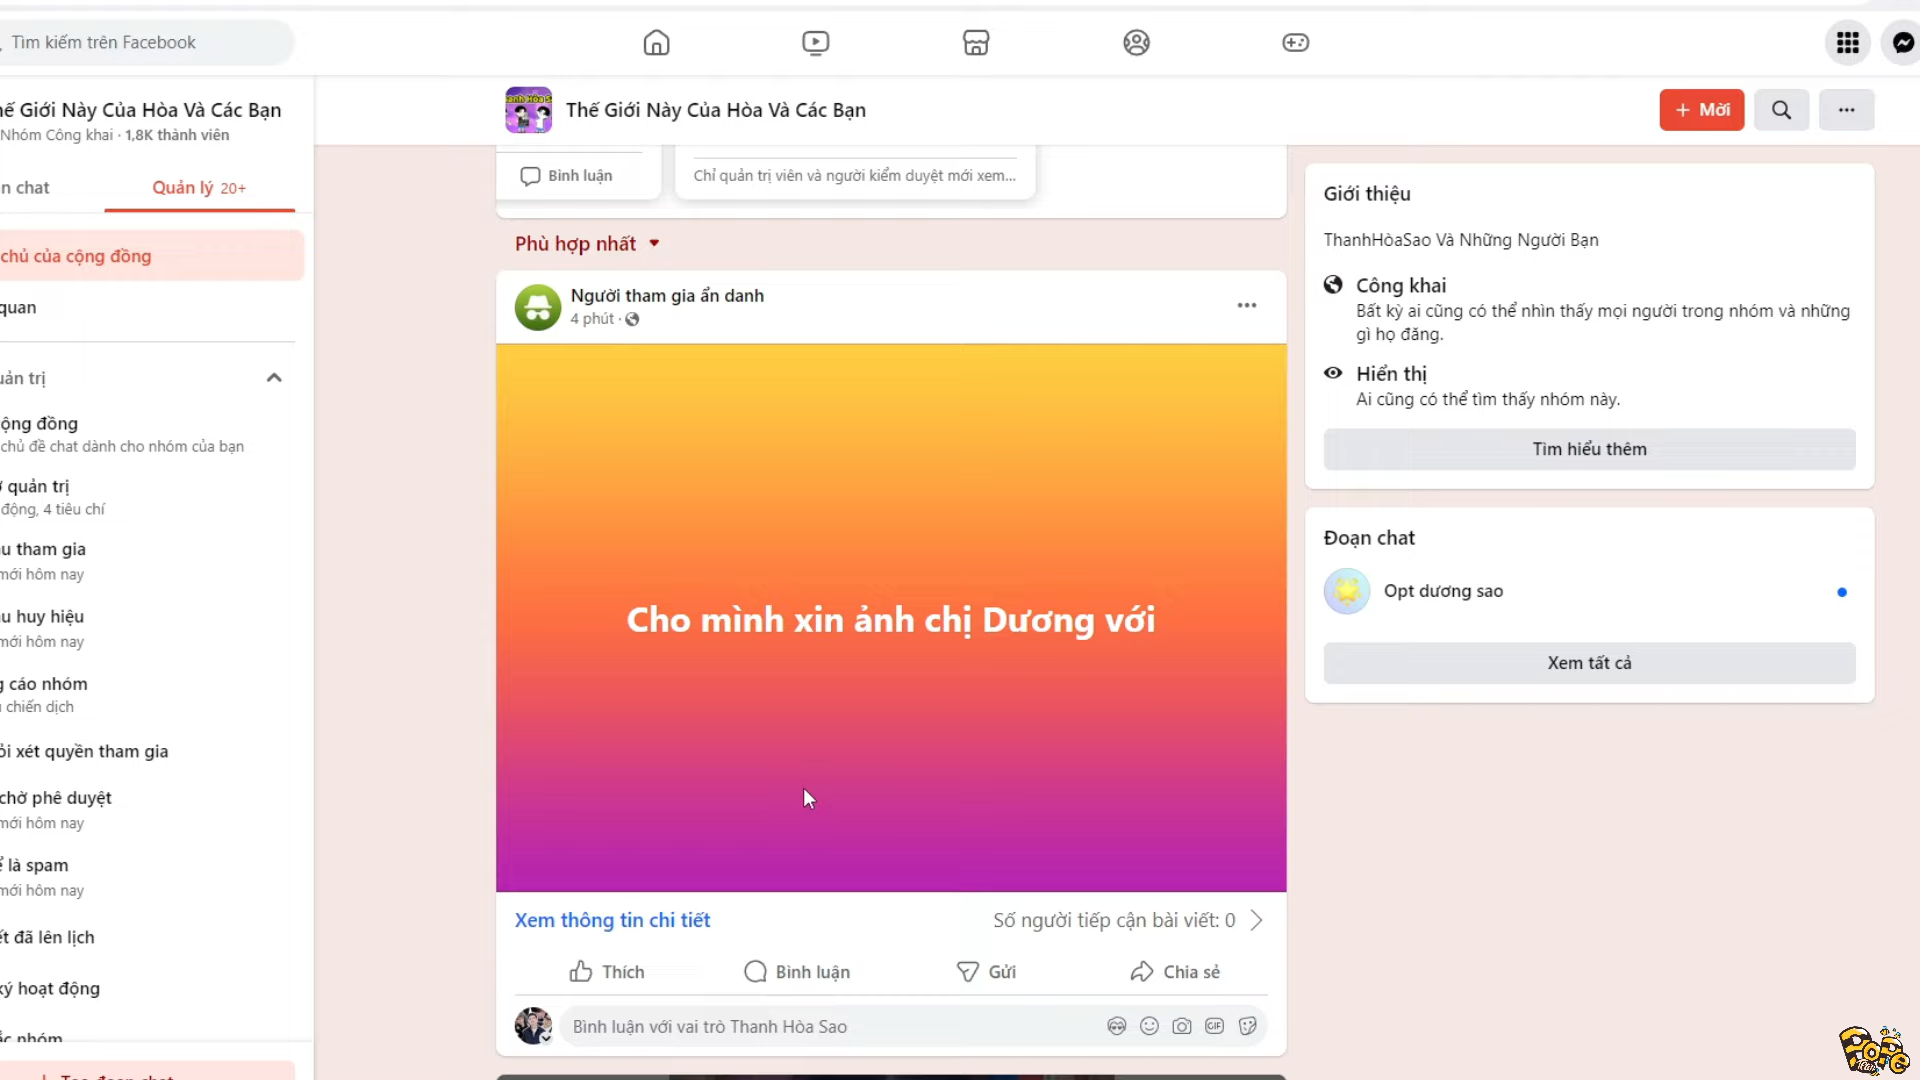 Tìm kiếm trên Facebook
hế Giới Này Của Hòa Và Các Bạn
Nhóm Công khai · 1,8K thành viên
n chat
Quản lý 20+
chủ của cộng đồng
quan
uản trị
ộng đồng
chủ đề chat dành cho nhóm của bạn
ợ quản trị
động, 4 tiêu chí
u tham gia
mới hôm nay
u huy hiệu
mới hôm nay
g cáo nhóm
chiến dịch
ỏi xét quyền tham gia
chờ phê duyệt
mới hôm nay
ể là spam
mới hôm nay
ết đã lên lịch
ký hoạt động
ắc nhóm
Thế Giới Này Của Hòa Và Các Bạn
+ Mời
Bình luận
Chỉ quản trị viên và người kiểm duyệt mới xem...
Phù hợp nhất
Người tham gia ẩn danh
4 phút ·
Cho mình xin ảnh chị Dương với
Xem thông tin chi tiết
Số người tiếp cận bài viết: 0
Thích
Bình luận
Gửi
Chia sẻ
Bình luận với vai trò Thanh Hòa Sao
GIF
Giới thiệu
ThanhHòaSao Và Những Người Bạn
Công khai
Bất kỳ ai cũng có thể nhìn thấy mọi người trong nhóm và những
gì họ đăng.
Hiển thị
Ai cũng có thể tìm thấy nhóm này.
Tìm hiểu thêm
Đoạn chat
Opt dương sao
Xem tất cả